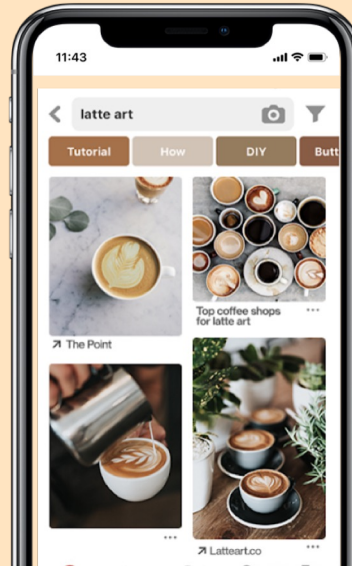 11:43
latte art
Tutorial
How
DIY
Butt
Top coffee shops
for latte art
The Point
Latteart.co